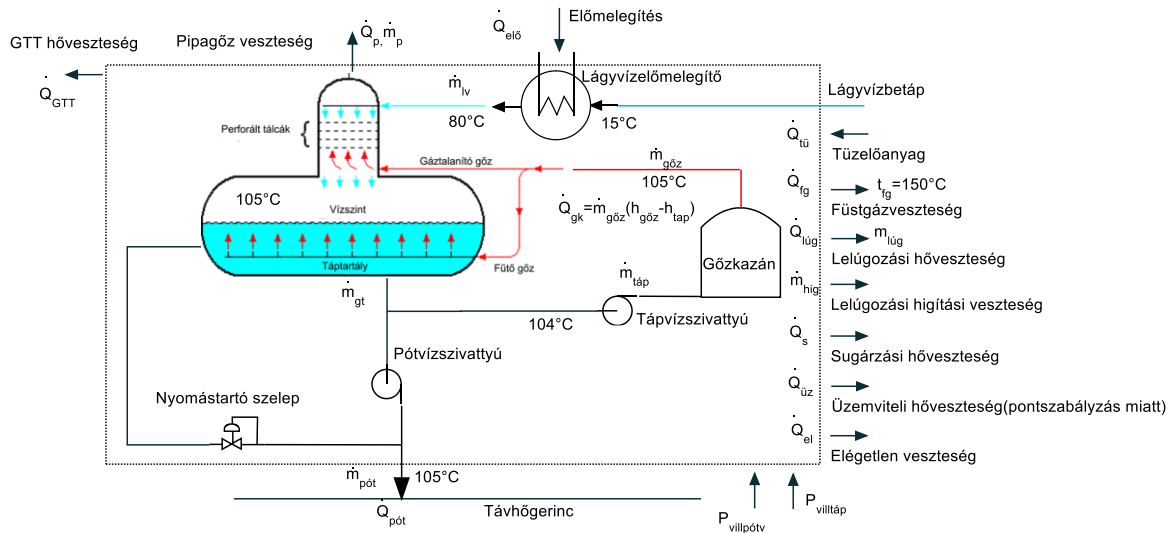 GTT hőveszteség
Q̇GTT
Pipagőz veszteség
Q̇p, ṁp
Q̇elő
Előmelegítés
Lágyvízelőmelegítő
ṁlv
80°C
15°C
Lágyvízbetáp
Perforált tálcák
Gáztalanító gőz
ṁgőz
105°C
105°C
Vízszint
Q̇gk=ṁgőz(hgőz-htap)
Gőzkazán
Táptartály
Fűtő gőz
ṁgt
ṁtáp
104°C
Tápvízszivattyú
Pótvízszivattyú
Nyomástartó szelep
ṁpót
105°C
Q̇pót
Távhőgerinc
Q̇tü
Tüzelőanyag
Q̇fg
tfg=150°C
Füstgázveszteség
Q̇lúg
mlúg
Lelúgozási hőveszteség
ṁhig
Lelúgozási higítási veszteség
Q̇s
Sugárzási hőveszteség
Q̇üz
Üzemviteli hőveszteség(pontszabályzás miatt)
Q̇el
Elégetlen veszteség
Pvillpótv
Pvilltáp